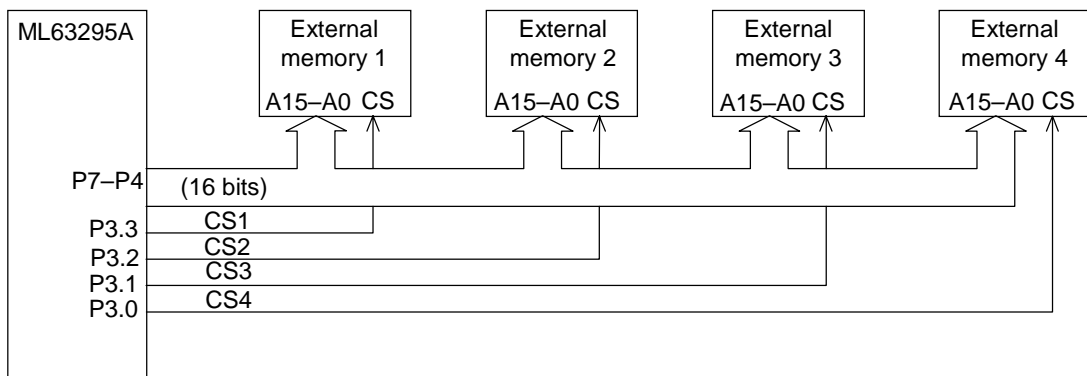 ML63295A
External
memory 1
A15–A0 CS
External
memory 2
A15–A0 CS
External
memory 3
A15–A0 CS
External
memory 4
A15–A0 CS
P7–P4
(16 bits)
P3.3
CS1
P3.2
CS2
P3.1
CS3
P3.0
CS4